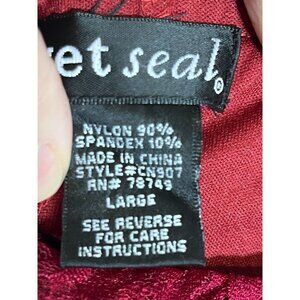 et seal®
NYLON 90%
SPANDEX 10%
MADE IN CHINA
STYLE#CN907
RN# 78749
LARGE
SEE REVERSE
FOR CARE
INSTRUCTIONS